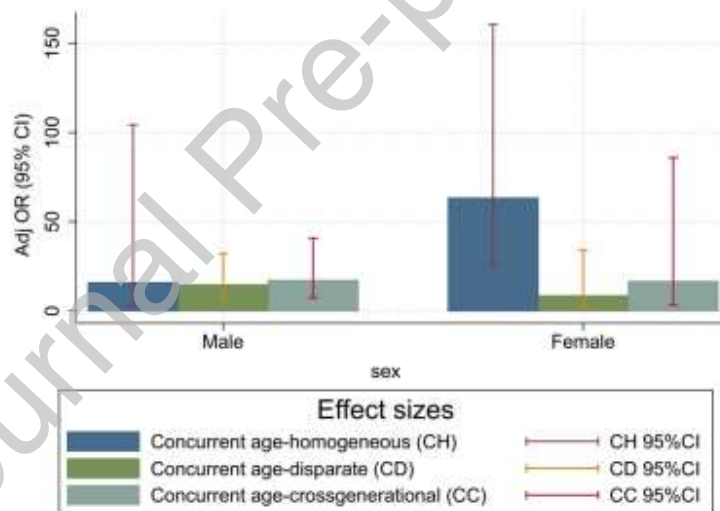 Journal Pre-p
Adj OR (95% CI)
150
100
50
0
Male Female
sex
Effect sizes
Concurrent age-homogeneous (CH) CH 95%CI
Concurrent age-disparate (CD) CD 95%CI
Concurrent age-crossgenerational (CC) CC 95%CI